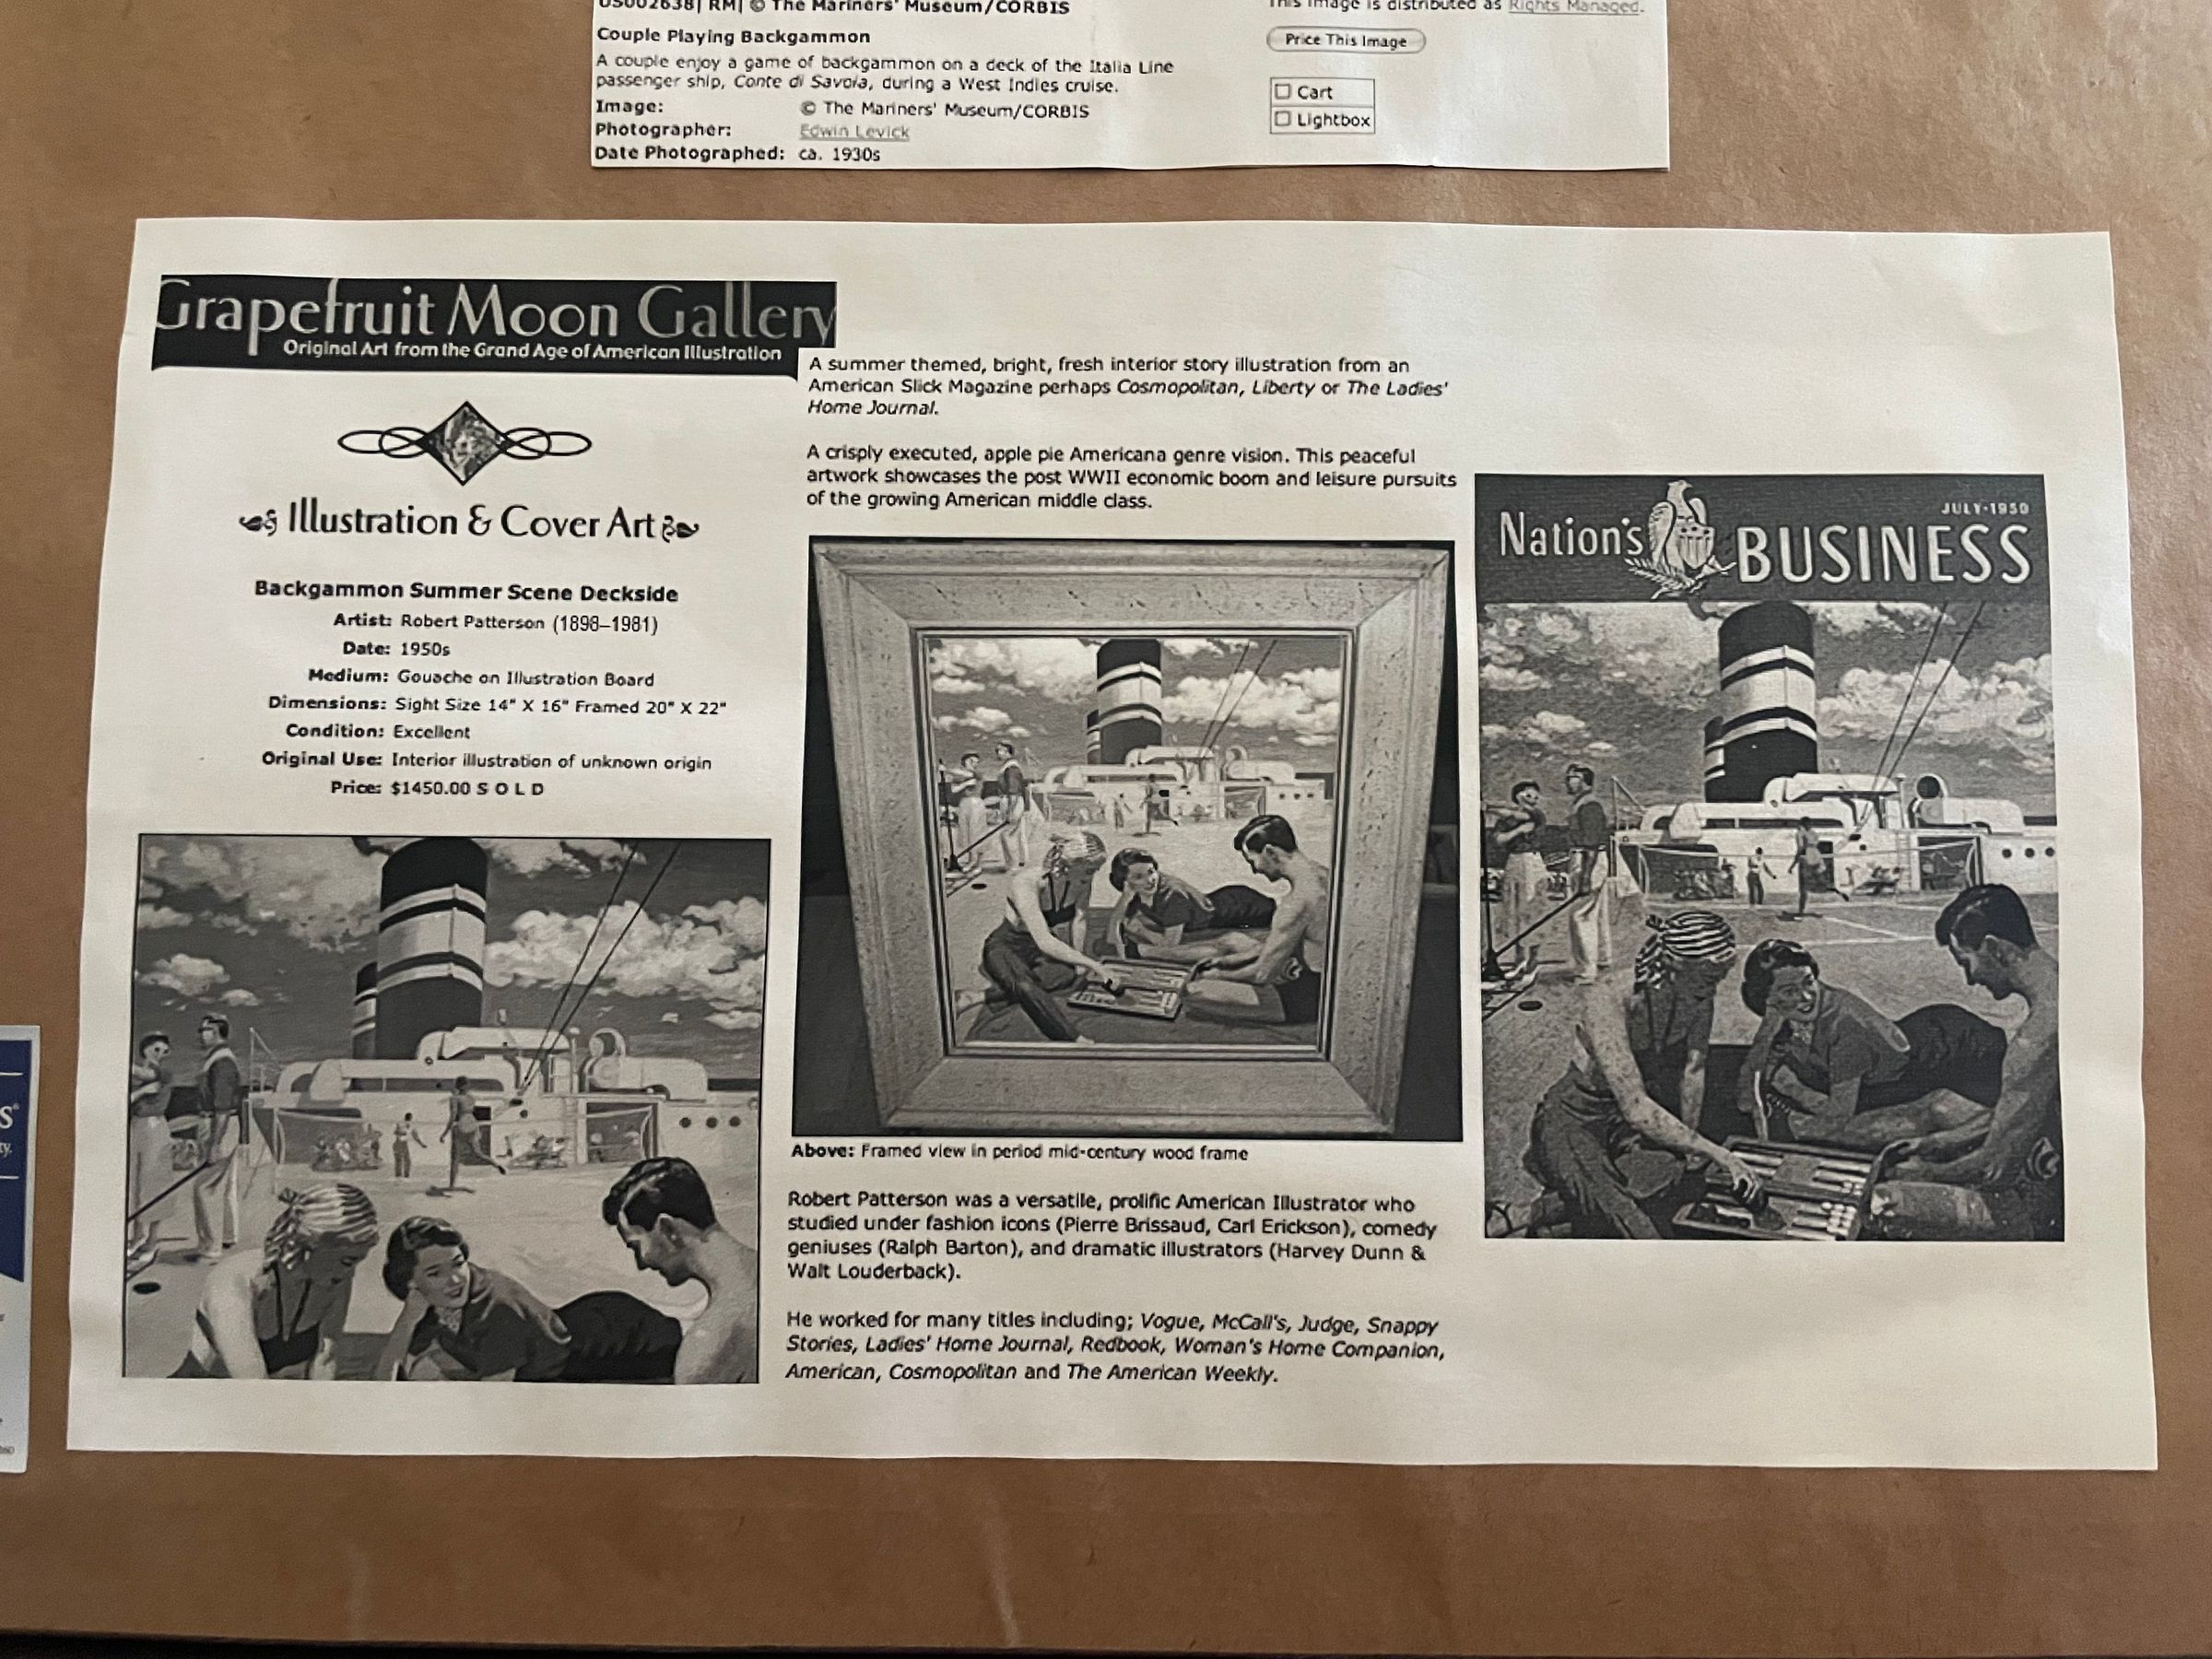 US002638| RM| © The Mariners' Museum/CORBIS
This image is distributed as Rights Managed.
Couple Playing Backgammon
A couple enjoy a game of backgammon on a deck of the Italia Line
passenger ship, Conte di Savoia, during a West Indies cruise.
Image: © The Mariners' Museum/CORBIS
Photographer: Edwin Levick
Date Photographed: ca. 1930s
Price This Image
Cart
Lightbox
Grapefruit Moon Gallery
Original Art from the Grand Age of American Illustration
Illustration & Cover Art
Backgammon Summer Scene Deckside
Artist: Robert Patterson (1898–1981)
Date: 1950s
Medium: Gouache on Illustration Board
Dimensions: Sight Size 14" X 16" Framed 20" X 22"
Condition: Excellent
Original Use: Interior illustration of unknown origin
Price: $1450.00 S O L D
A summer themed, bright, fresh interior story illustration from an
American Slick Magazine perhaps Cosmopolitan, Liberty or The Ladies'
Home Journal.
A crisply executed, apple pie Americana genre vision. This peaceful
artwork showcases the post WWII economic boom and leisure pursuits
of the growing American middle class.
Above: Framed view in period mid-century wood frame
Robert Patterson was a versatile, prolific American Illustrator who
studied under fashion icons (Pierre Brissaud, Carl Erickson), comedy
geniuses (Ralph Barton), and dramatic illustrators (Harvey Dunn &
Walt Louderback).
He worked for many titles including; Vogue, McCall's, Judge, Snappy
Stories, Ladies' Home Journal, Redbook, Woman's Home Companion,
American, Cosmopolitan and The American Weekly.
JULY·1950
Nation's BUSINESS